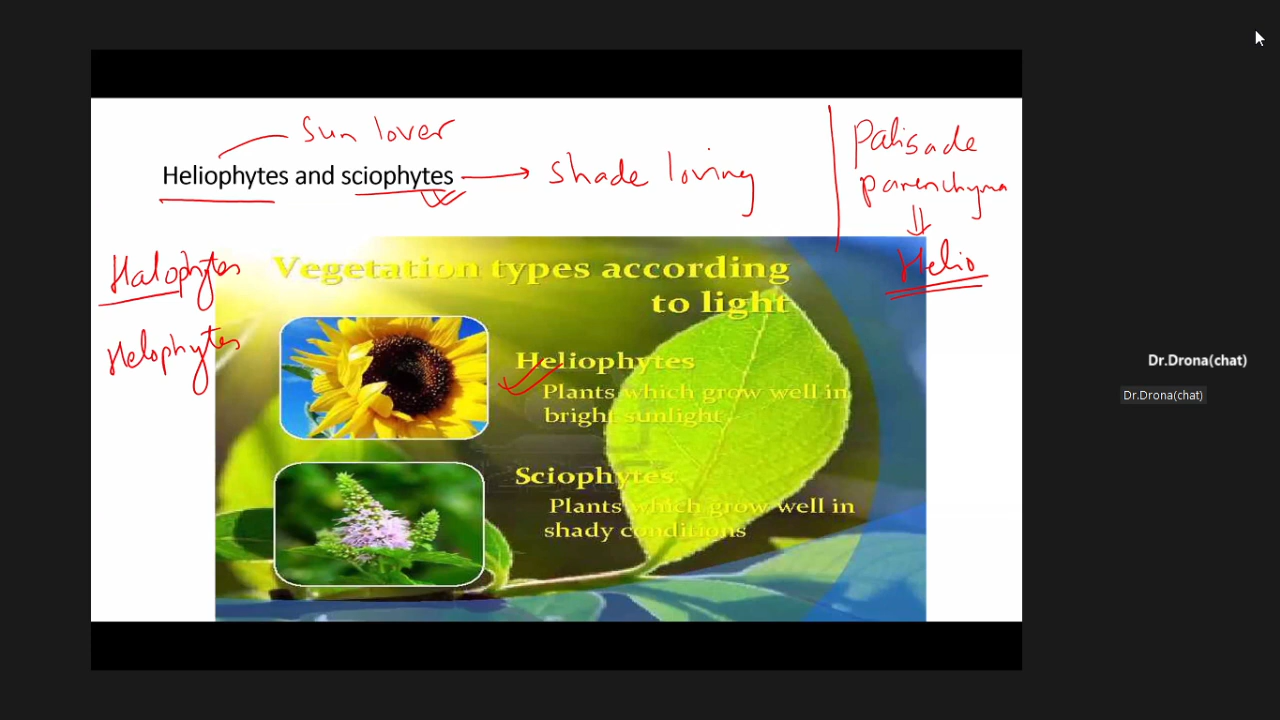 Sun lover
Heliophytes and sciophytes → shade loving
Palisade
parenchyma
Helio
Halophytes
Helophytes
Vegetation types according
to light
Heliophytes
Plants which grow well in
bright sunlight
Sciophytes
Plants which grow well in
shady conditions
Dr.Drona(chat)
Dr.Drona(chat)